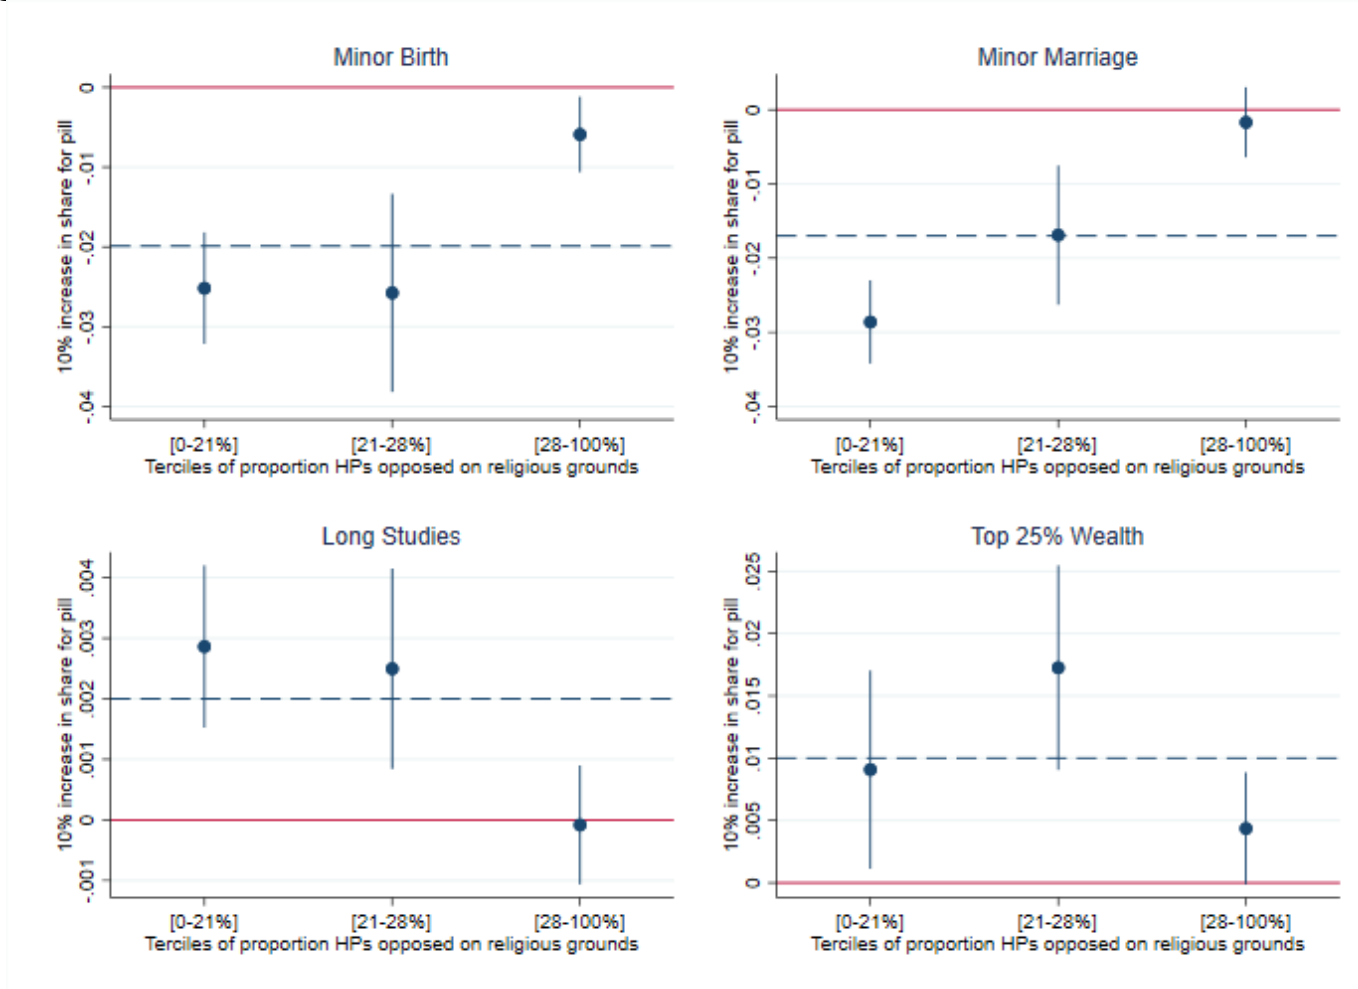 Minor Birth
10% increase in share for pill
0
-.01
-.02
-.03
-.04
[0-21%] [21-28%] [28-100%]
Terciles of proportion HPs opposed on religious grounds
Minor Marriage
10% increase in share for pill
0
-.01
-.02
-.03
-.04
[0-21%] [21-28%] [28-100%]
Terciles of proportion HPs opposed on religious grounds
Long Studies
10% increase in share for pill
.004
.003
.002
.001
0
-.001
[0-21%] [21-28%] [28-100%]
Terciles of proportion HPs opposed on religious grounds
Top 25% Wealth
10% increase in share for pill
.025
.02
.015
.01
.005
0
[0-21%] [21-28%] [28-100%]
Terciles of proportion HPs opposed on religious grounds